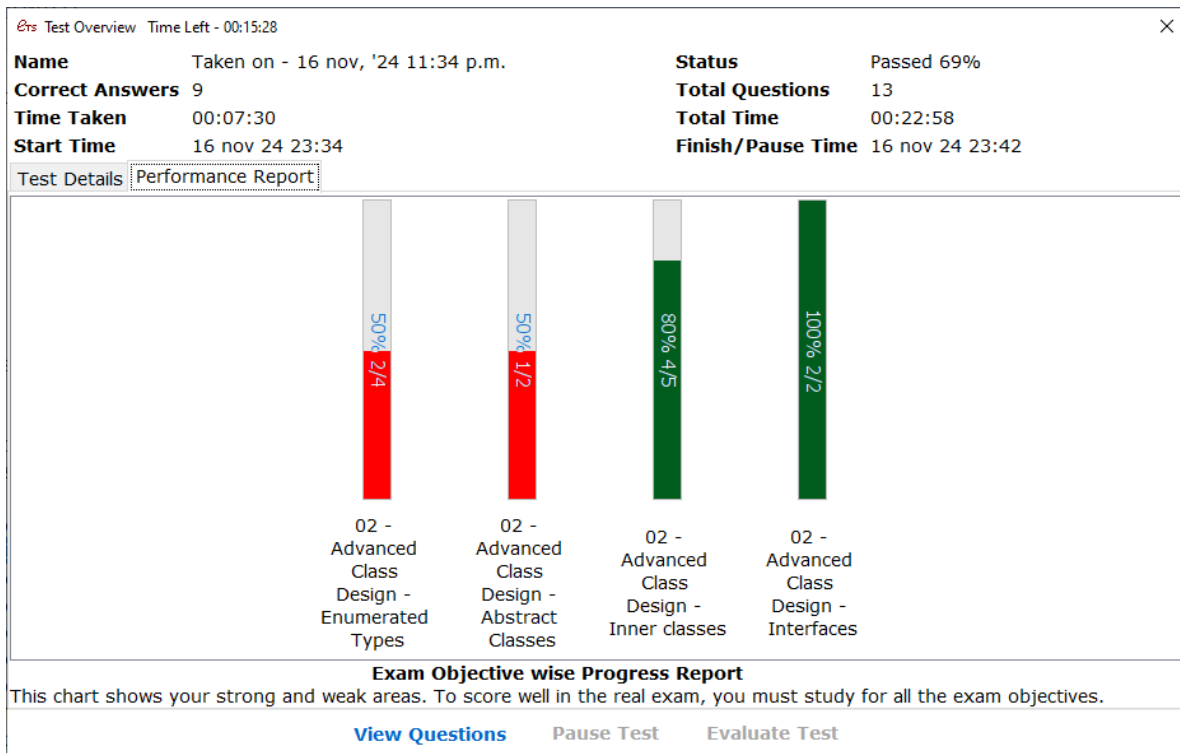 eTs Test Overview Time Left - 00:15:28
Name Taken on - 16 nov, '24 11:34 p.m. Status Passed 69%
Correct Answers 9 Total Questions 13
Time Taken 00:07:30 Total Time 00:22:58
Start Time 16 nov 24 23:34 Finish/Pause Time 16 nov 24 23:42
Test Details Performance Report
50% 2/4
50% 1/2
80% 4/5
100% 2/2
02 -
Advanced
Class
Design -
Enumerated
Types
02 -
Advanced
Class
Design -
Abstract
Classes
02 -
Advanced
Class
Design -
Inner classes
02 -
Advanced
Class
Design -
Interfaces
Exam Objective wise Progress Report
This chart shows your strong and weak areas. To score well in the real exam, you must study for all the exam objectives.
View Questions Pause Test Evaluate Test